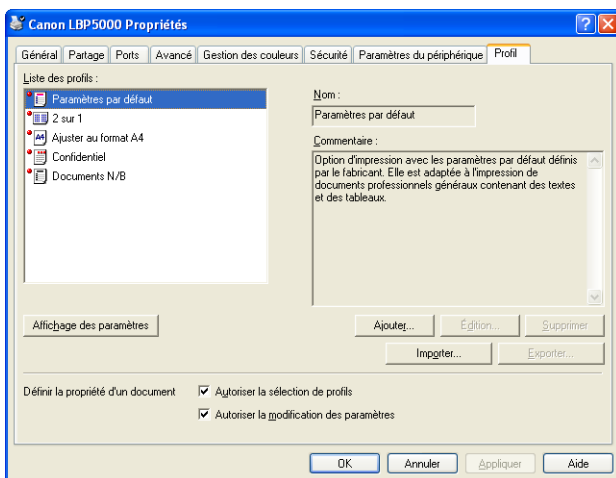 Canon LBP5000 Propriétés
Général Partage Ports Avancé Gestion des couleurs Sécurité Paramètres du périphérique Profil
Liste des profils :
Paramètres par défaut
2 sur 1
A4 Ajuster au format A4
Confidentiel
Documents N/B
Nom :
Paramètres par défaut
Commentaire :
Option d'impression avec les paramètres par défaut définis
par le fabricant. Elle est adaptée à l'impression de
documents professionnels généraux contenant des textes
et des tableaux.
Affichage des paramètres
Ajouter... Édition... Supprimer
Importer... Exporter...
Définir la propriété d'un document
Autoriser la sélection de profils
Autoriser la modification des paramètres
OK Annuler Appliquer Aide